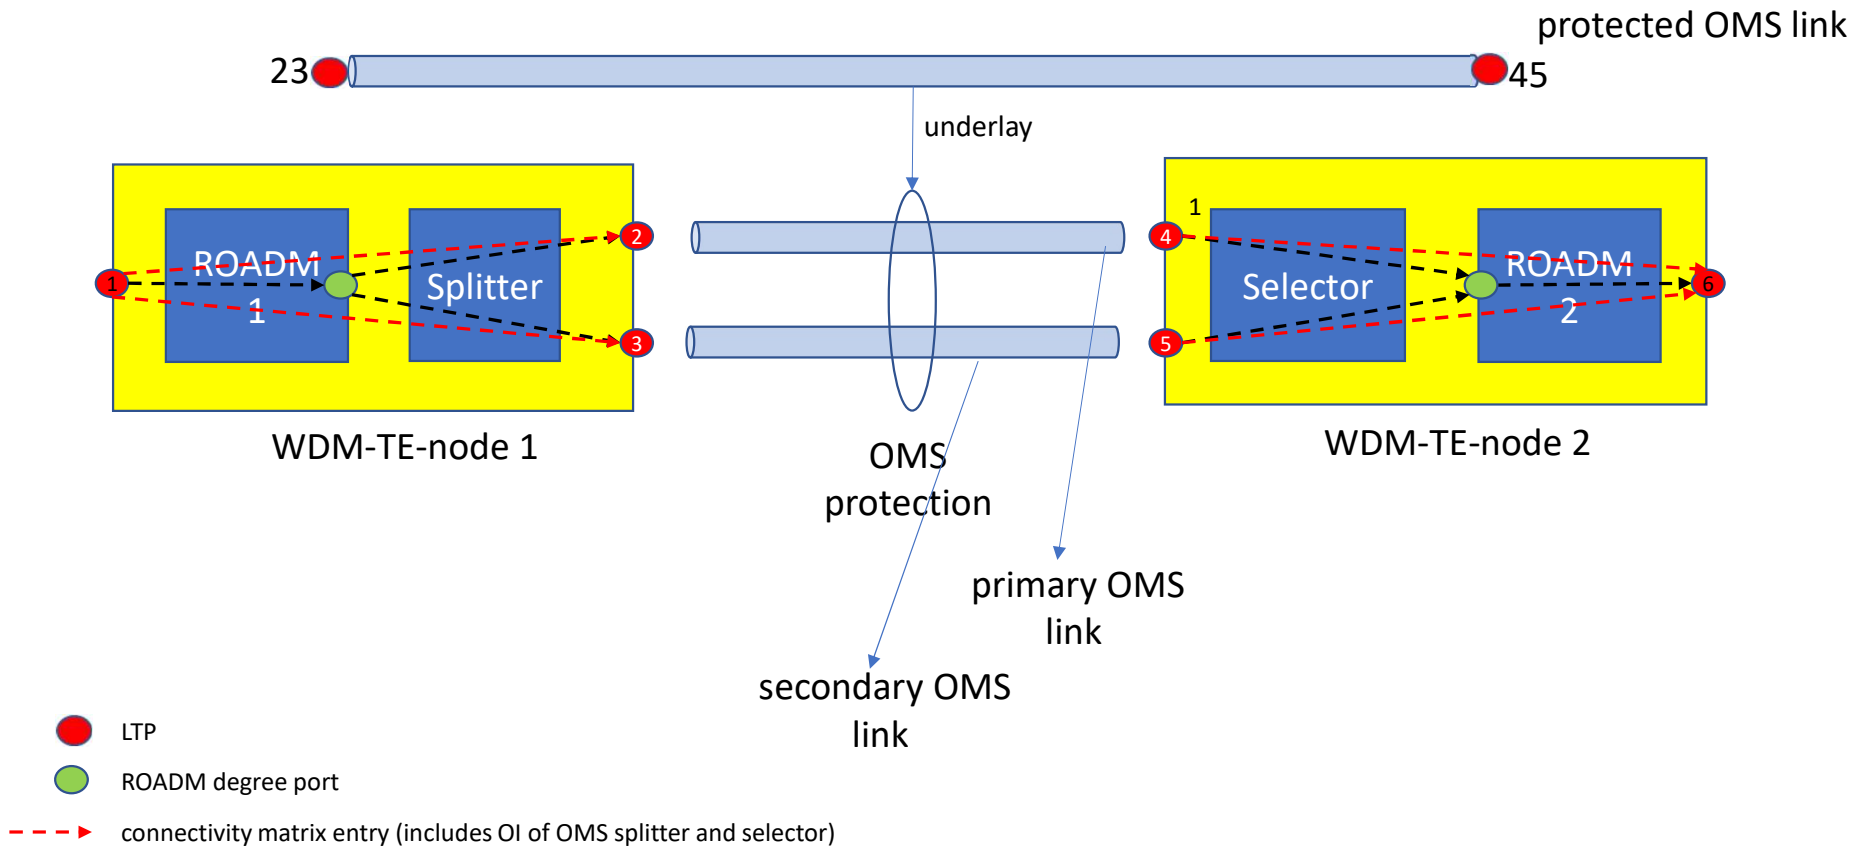 protected OMS link
23
45
underlay
1
ROADM
1
Splitter
1
2
3
4
5
Selector
ROADM
2
6
WDM-TE-node 1
WDM-TE-node 2
OMS
protection
primary OMS
link
secondary OMS
link
LTP
ROADM degree port
connectivity matrix entry (includes OI of OMS splitter and selector)